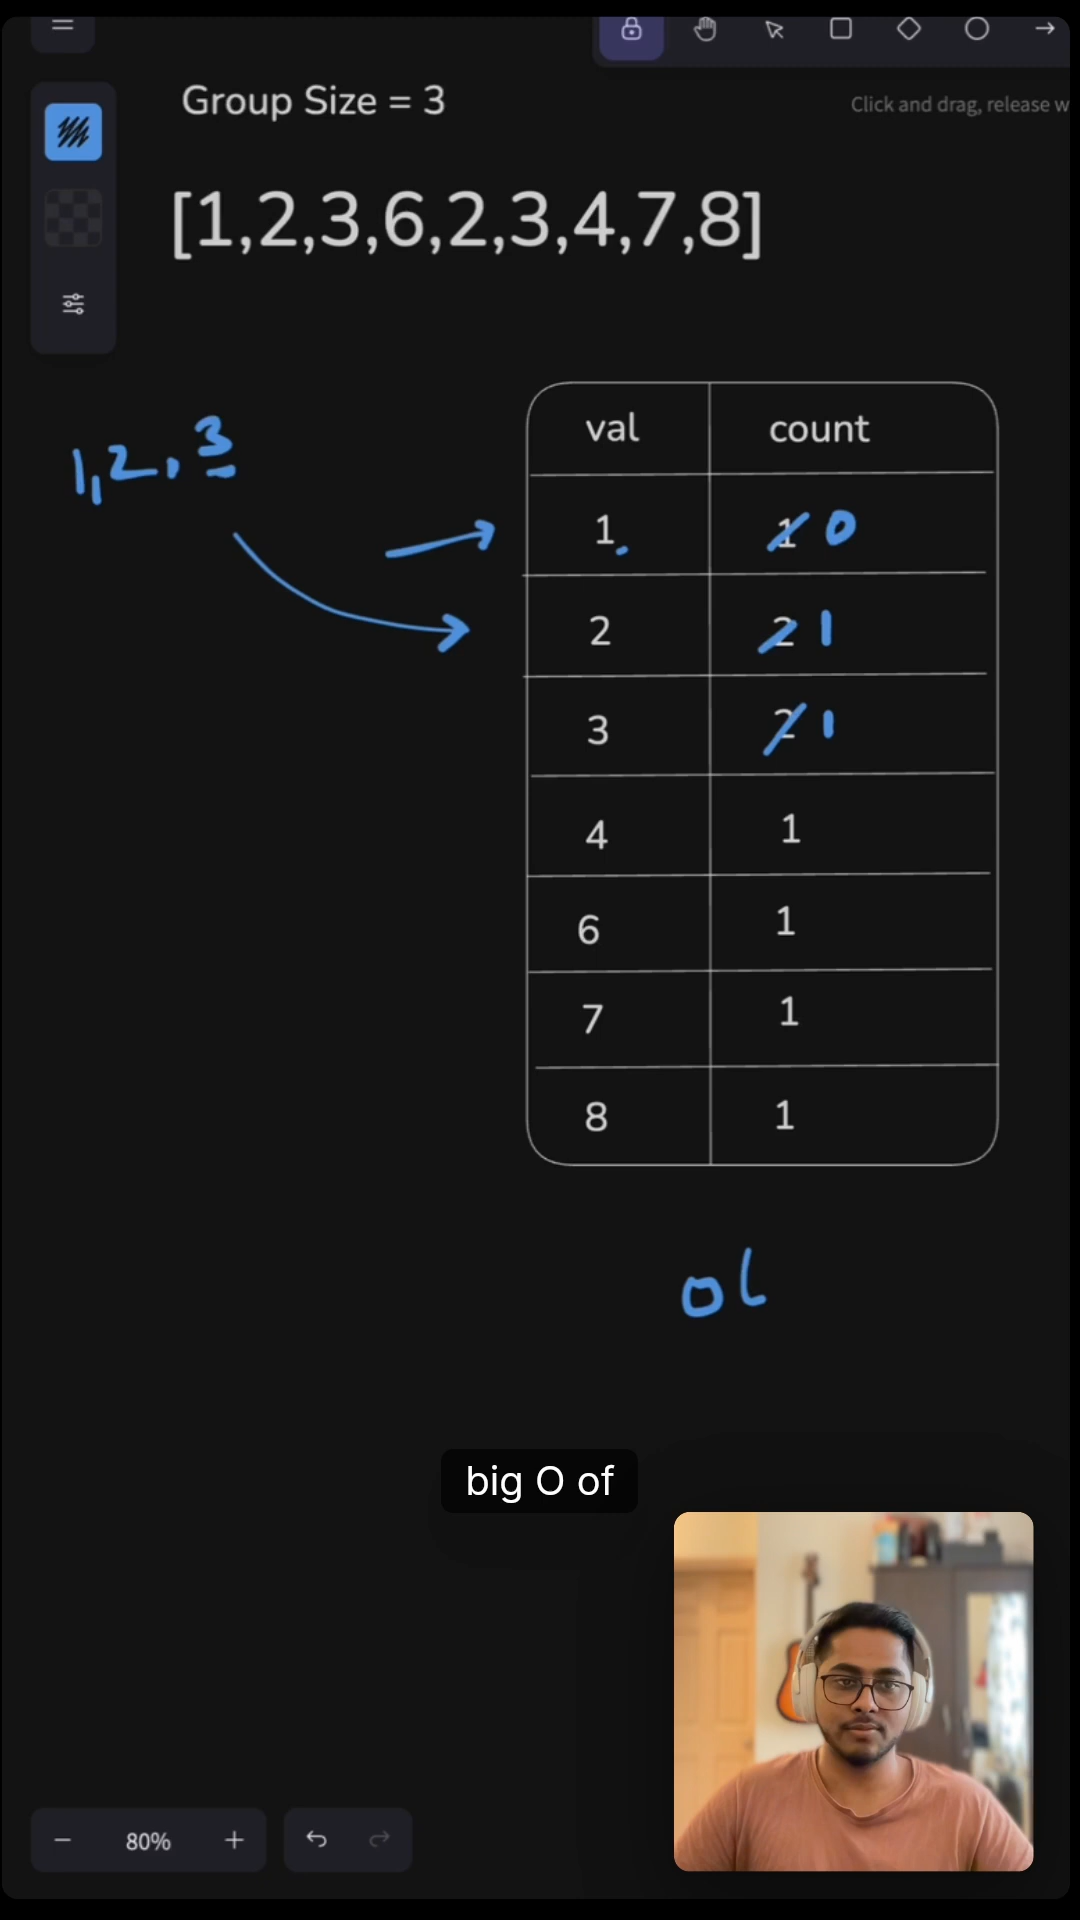 Group Size = 3
Click and drag, release w
[1,2,3,6,2,3,4,7,8]
1,2,3
val count
1 1 0
2 2 1
3 2 1
4 1
6 1
7 1
8 1
O(
big O of
80%